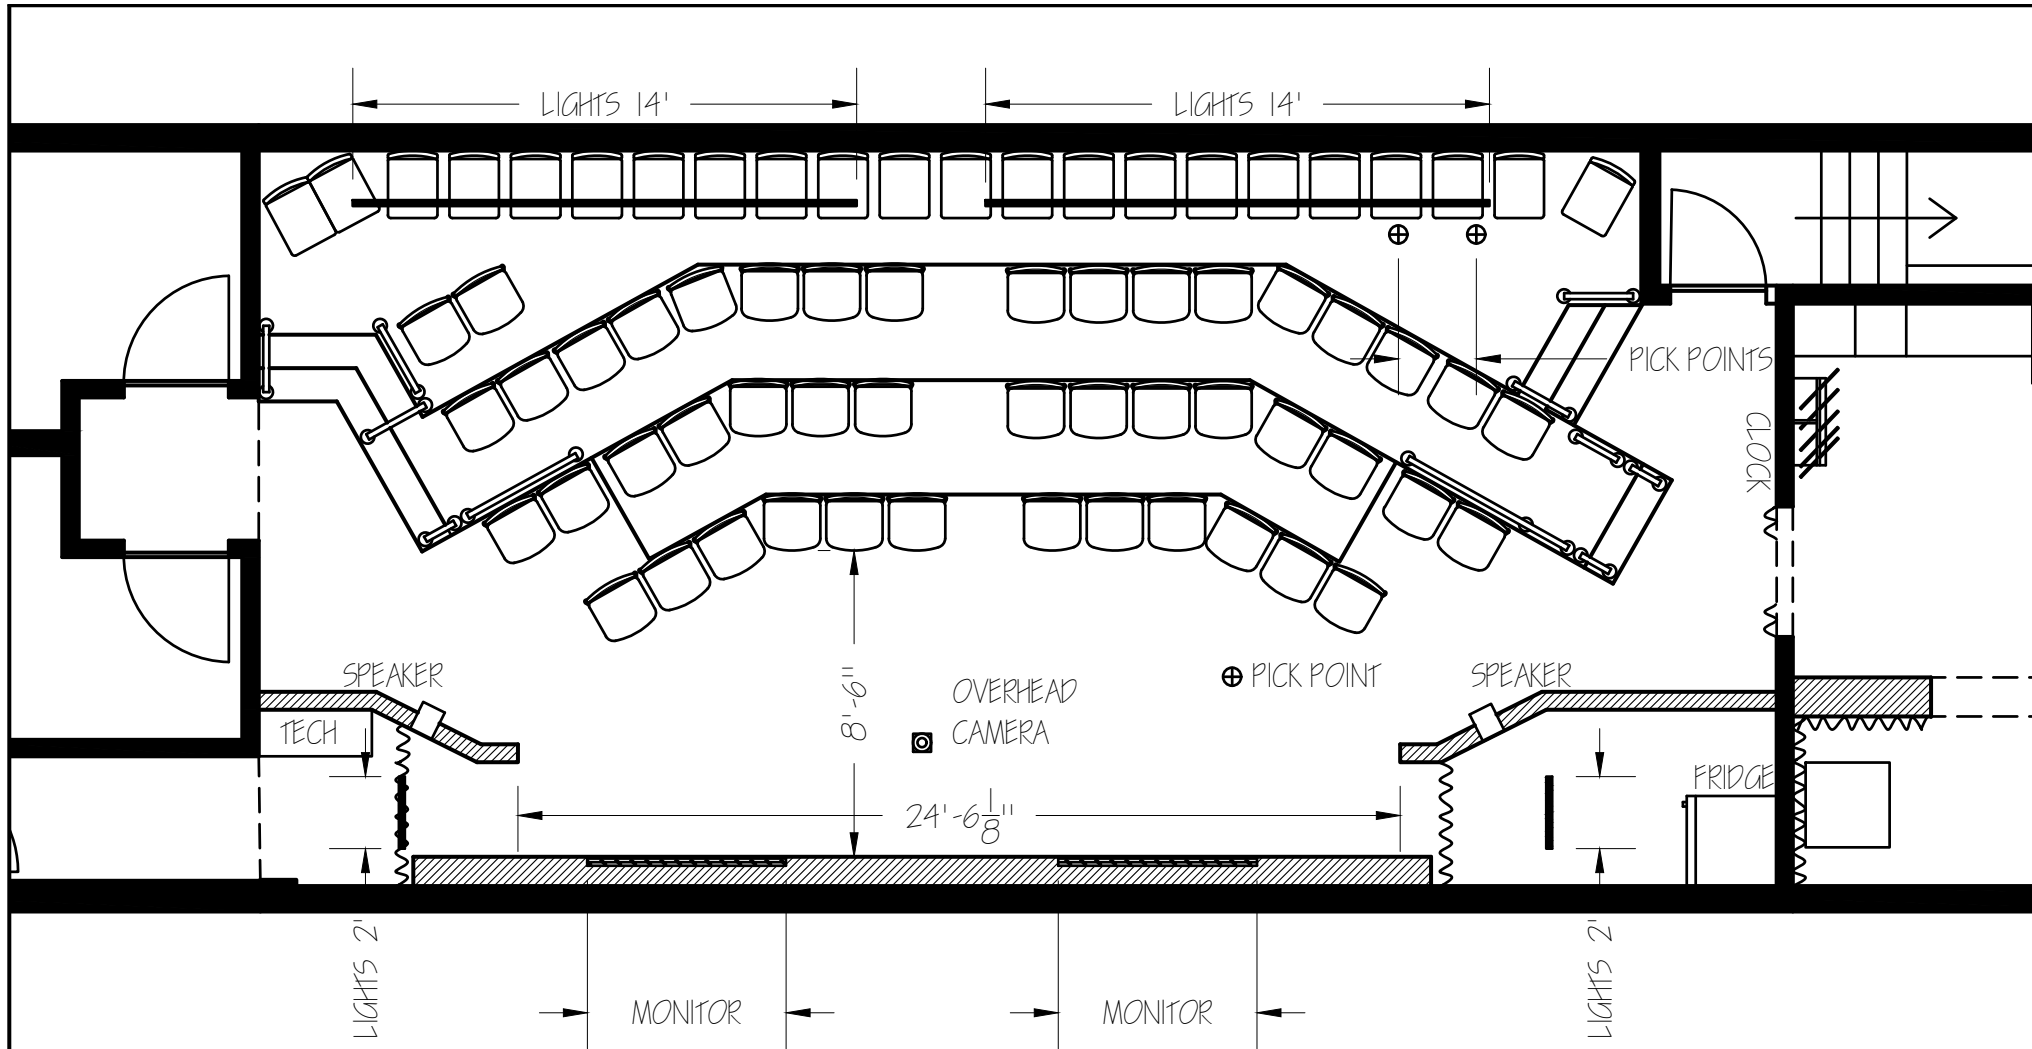 LIGHTS 14'
LIGHTS 14'
PICK POINTS
CLOCK
SPEAKER
OVERHEAD
CAMERA
PICK POINT
SPEAKER
8'-6"
TECH
FRIDGE
24'-6 1/8"
LIGHTS 2'
MONITOR
MONITOR
LIGHTS 2'